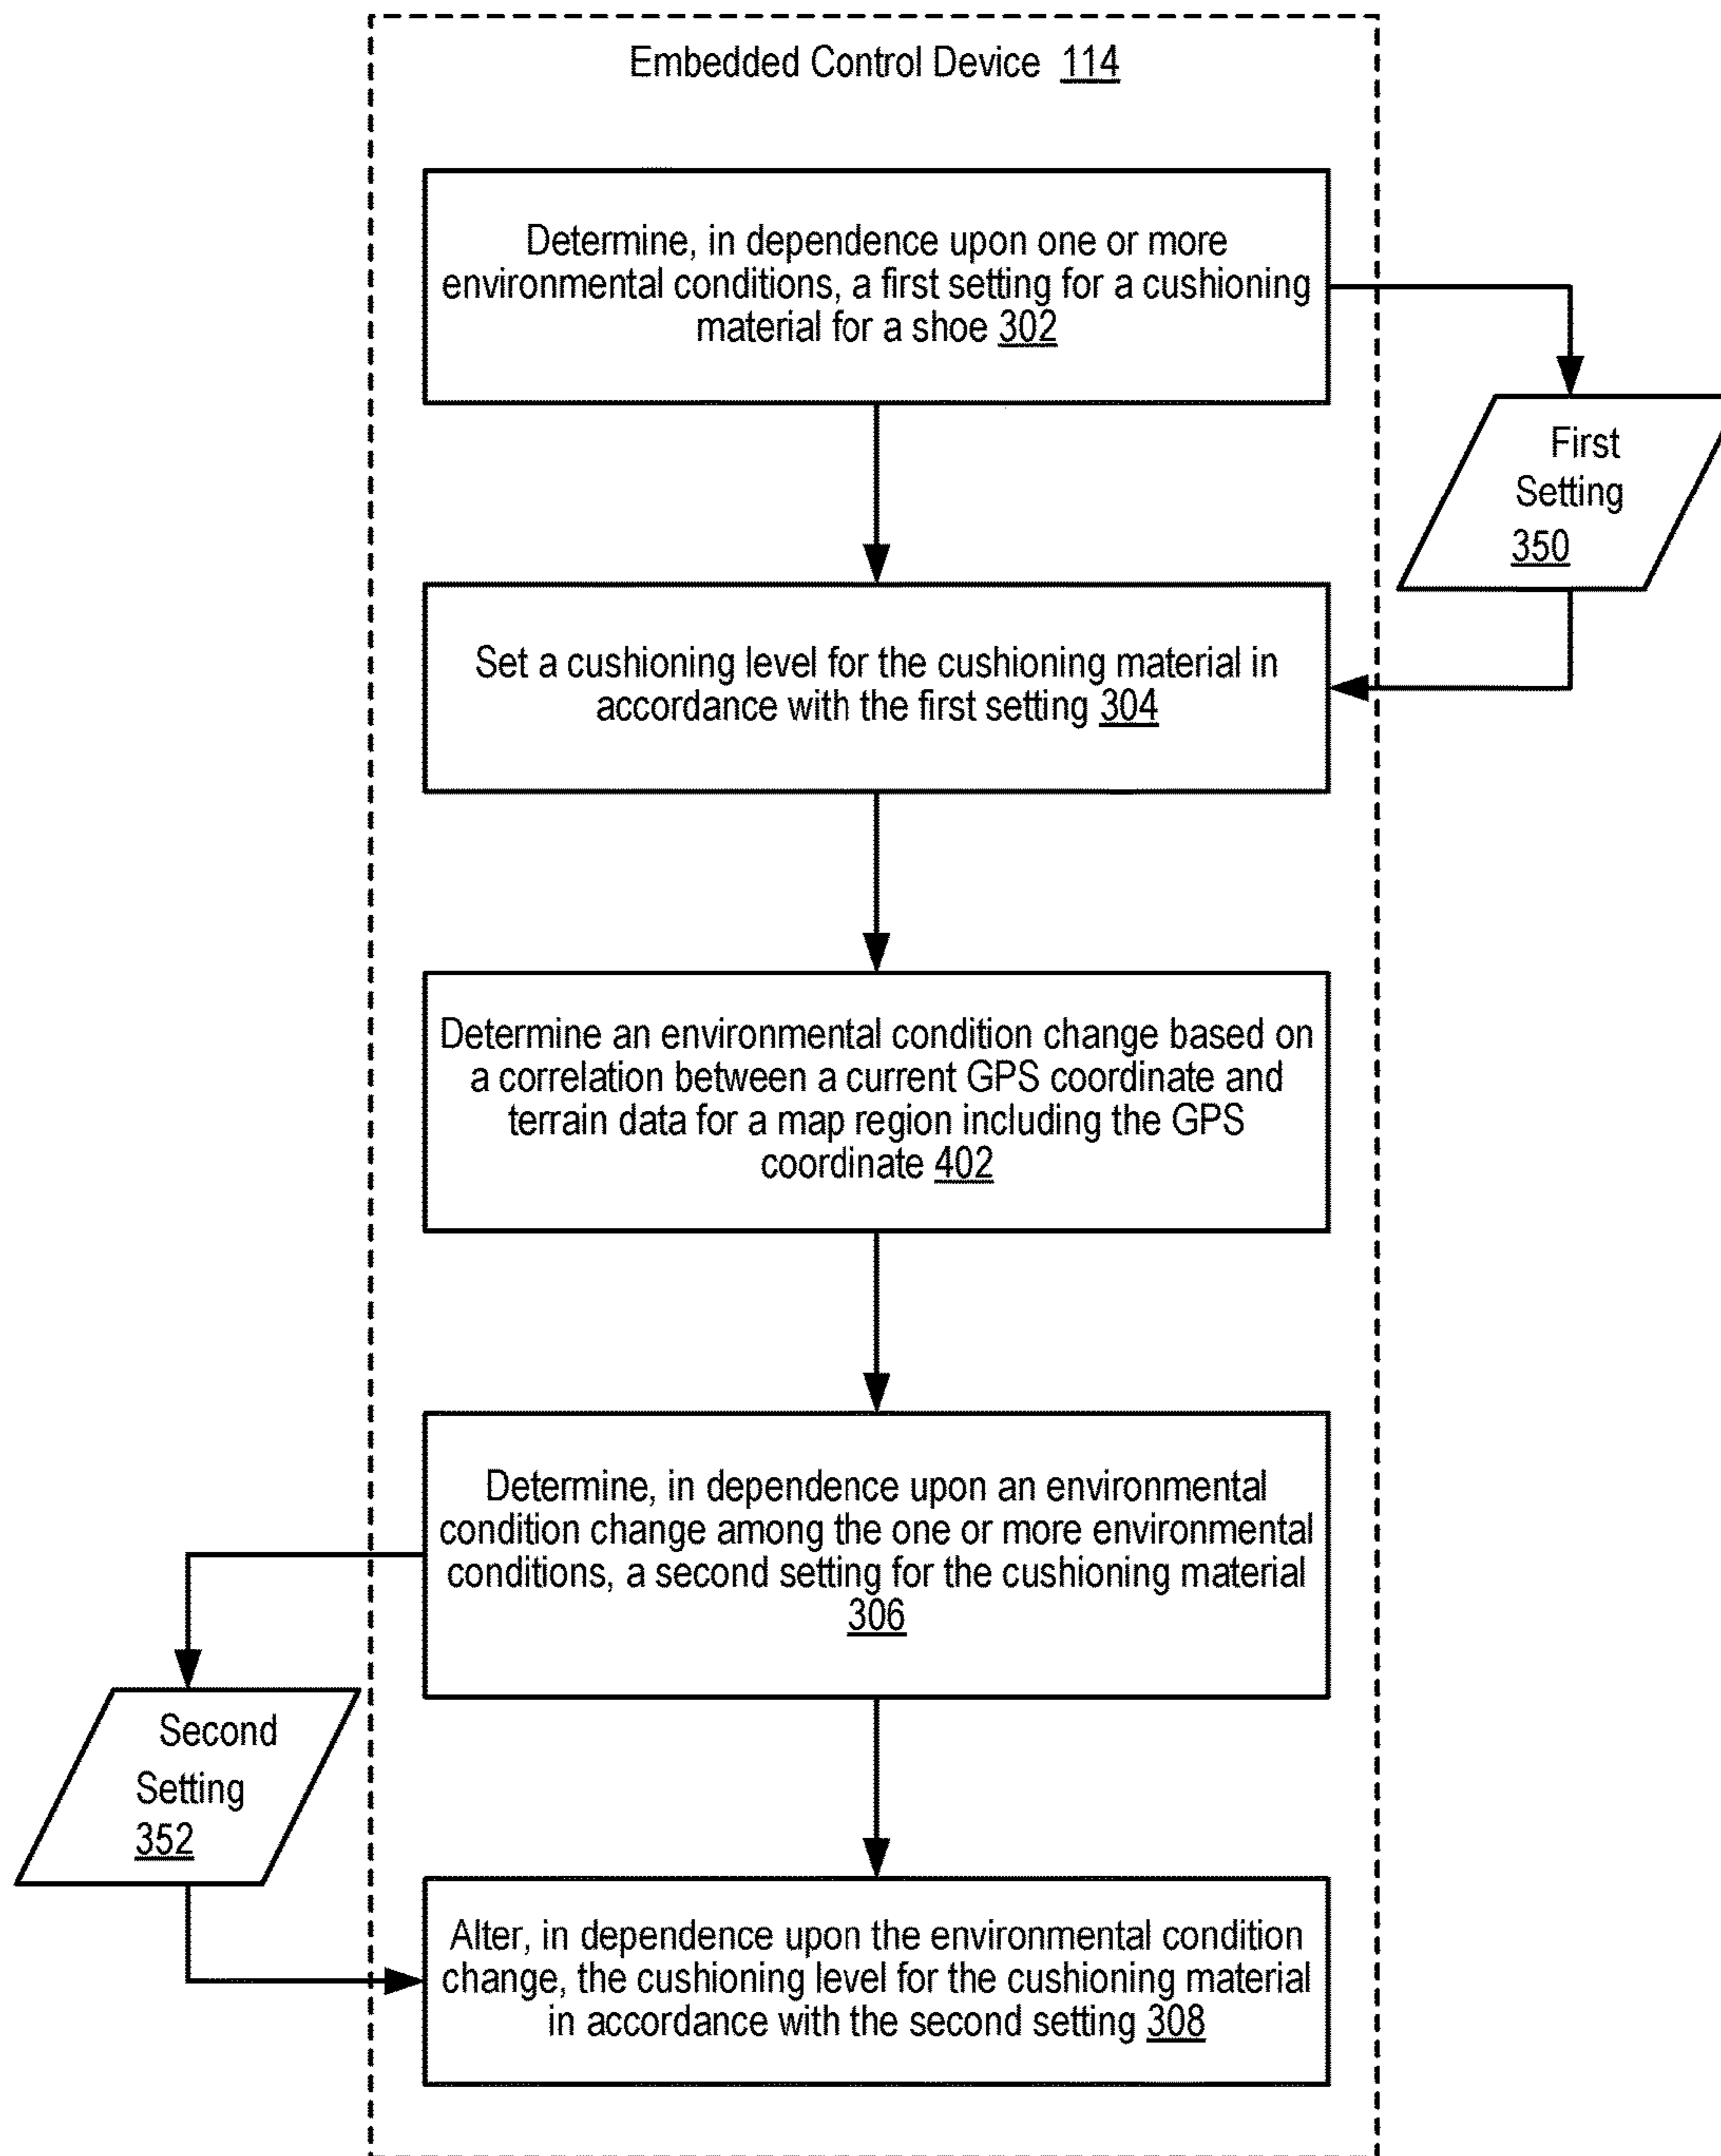 Embedded Control Device 114
Determine, in dependence upon one or more
environmental conditions, a first setting for a cushioning
material for a shoe 302
First
Setting
350
Set a cushioning level for the cushioning material in
accordance with the first setting 304
Determine an environmental condition change based on
a correlation between a current GPS coordinate and
terrain data for a map region including the GPS
coordinate 402
Determine, in dependence upon an environmental
condition change among the one or more environmental
conditions, a second setting for the cushioning material
306
Second
Setting
352
Alter, in dependence upon the environmental condition
change, the cushioning level for the cushioning material
in accordance with the second setting 308